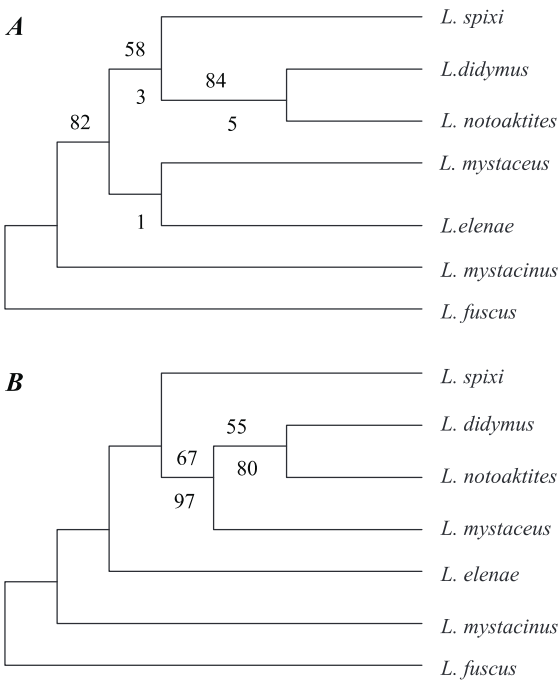 A
L. spixi
58
L.didymus
84
3
L. notoaktites
5
82
L. mystaceus
1
L.elenae
L. mystacinus
L. fuscus
B
L. spixi
55
L. didymus
67
80
L. notoaktites
97
L. mystaceus
L. elenae
L. mystacinus
L. fuscus